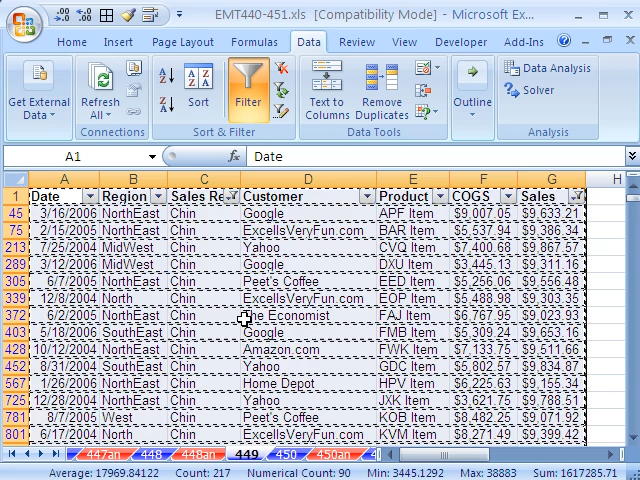 EMT440-451.xls [Compatibility Mode] - Microsoft Ex...
Home Insert Page Layout Formulas Data Review View Developer Add-Ins
Get External Data
Refresh All
Connections
Sort
Filter
Sort & Filter
Text to Columns
Remove Duplicates
Data Tools
Outline
Data Analysis
Solver
Analysis
A1 fx Date
A B C D E F G H
1 Date Region Sales Re Customer Product COGS Sales
45 3/16/2006 NorthEast Chin Google APF Item $9,007.05 $9,633.21
75 2/15/2005 NorthEast Chin ExcelIsVeryFun.com BAR Item $5,537.94 $9,386.34
213 7/25/2004 MidWest Chin Yahoo CVQ Item $7,400.68 $9,867.57
289 3/12/2006 MidWest Chin Google DXU Item $3,445.13 $9,311.16
305 6/7/2005 NorthEast Chin Peet's Coffee EED Item $5,256.06 $9,556.48
339 12/8/2004 North Chin ExcelIsVeryFun.com EOP Item $5,488.98 $9,303.35
372 6/2/2005 NorthEast Chin The Economist FAJ Item $6,767.95 $9,023.93
403 5/18/2006 SouthEast Chin Google FMB Item $5,309.24 $9,653.16
428 10/12/2004 NorthEast Chin Amazon.com FWK Item $7,133.75 $9,511.66
452 8/31/2004 SouthEast Chin Yahoo GDC Item $5,802.57 $9,834.87
567 1/26/2006 NorthEast Chin Home Depot HPV Item $6,225.63 $9,155.34
725 12/28/2004 NorthEast Chin Yahoo JXK Item $3,621.75 $9,788.51
781 8/7/2005 West Chin Peet's Coffee KOB Item $8,482.25 $9,071.92
801 6/17/2004 North Chin ExcelIsVeryFun.com KVM Item $8,271.49 $9,399.42
447an 448 448an 449 450 450an
Average: 17969.84122 Count: 217 Numerical Count: 90 Min: 3445.1292 Max: 38883 Sum: 1617285.71